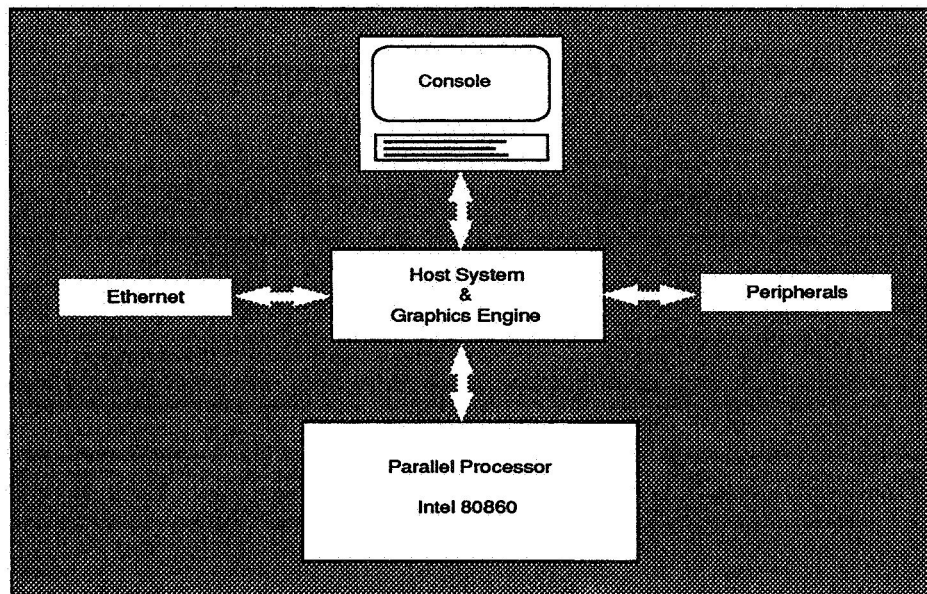 Console
Ethernet
Host System
&
Graphics Engine
Peripherals
Parallel Processor
Intel 80860